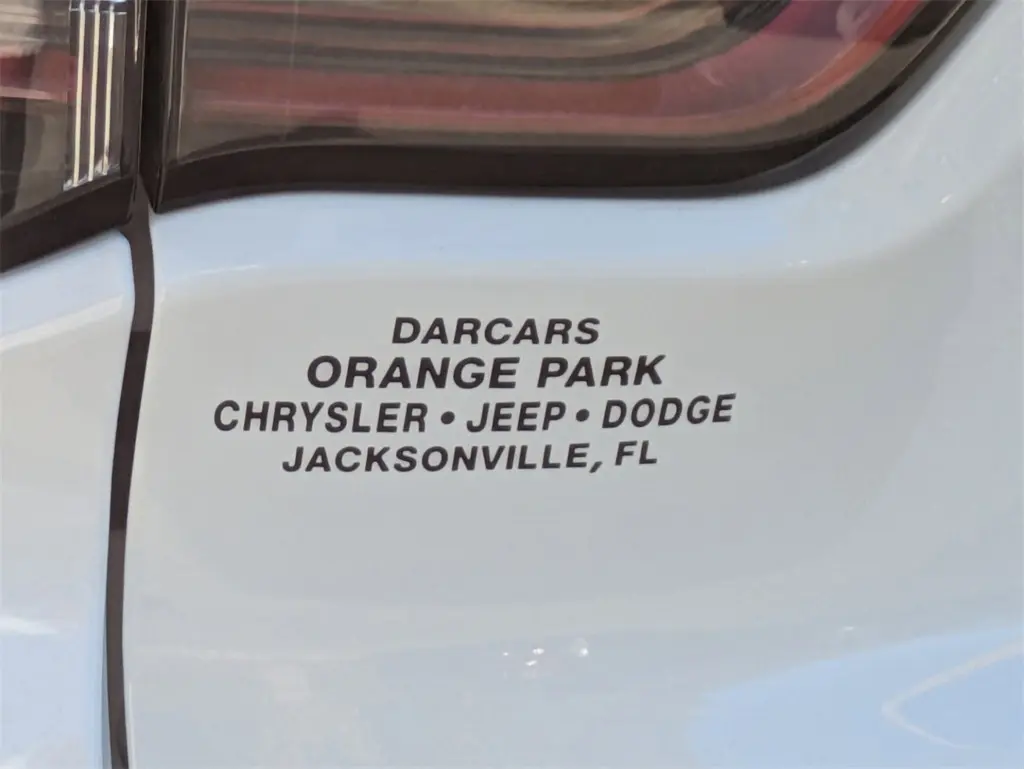 DARCARS
ORANGE PARK
CHRYSLER • JEEP • DODGE
JACKSONVILLE, FL